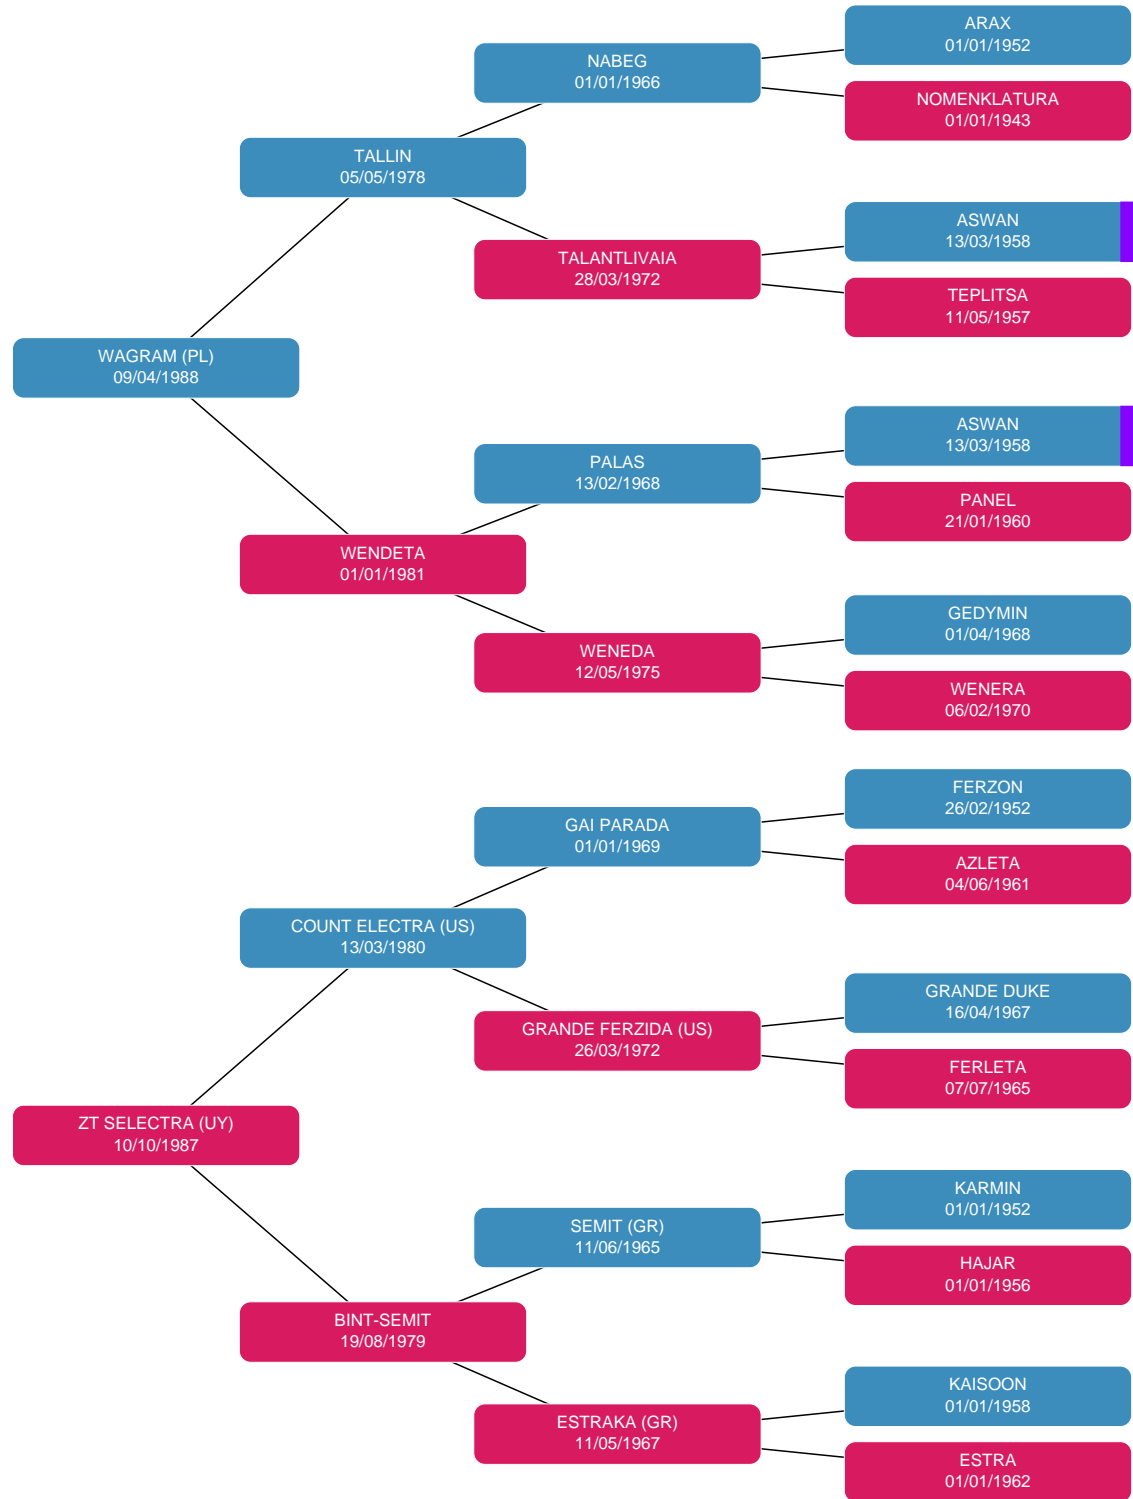 ARAX
01/01/1952
NABEG
01/01/1966
NOMENKLATURA
01/01/1943
TALLIN
05/05/1978
ASWAN
13/03/1958
TALANTLIVAIA
28/03/1972
TEPLITSA
11/05/1957
WAGRAM (PL)
09/04/1988
ASWAN
13/03/1958
PALAS
13/02/1968
PANEL
21/01/1960
WENDETA
01/01/1981
GEDYMIN
01/04/1968
WENEDA
12/05/1975
WENERA
06/02/1970
FERZON
26/02/1952
GAI PARADA
01/01/1969
AZLETA
04/06/1961
COUNT ELECTRA (US)
13/03/1980
GRANDE DUKE
16/04/1967
GRANDE FERZIDA (US)
26/03/1972
FERLETA
07/07/1965
ZT SELECTRA (UY)
10/10/1987
KARMIN
01/01/1952
SEMIT (GR)
11/06/1965
HAJAR
01/01/1956
BINT-SEMIT
19/08/1979
KAISOON
01/01/1958
ESTRAKA (GR)
11/05/1967
ESTRA
01/01/1962